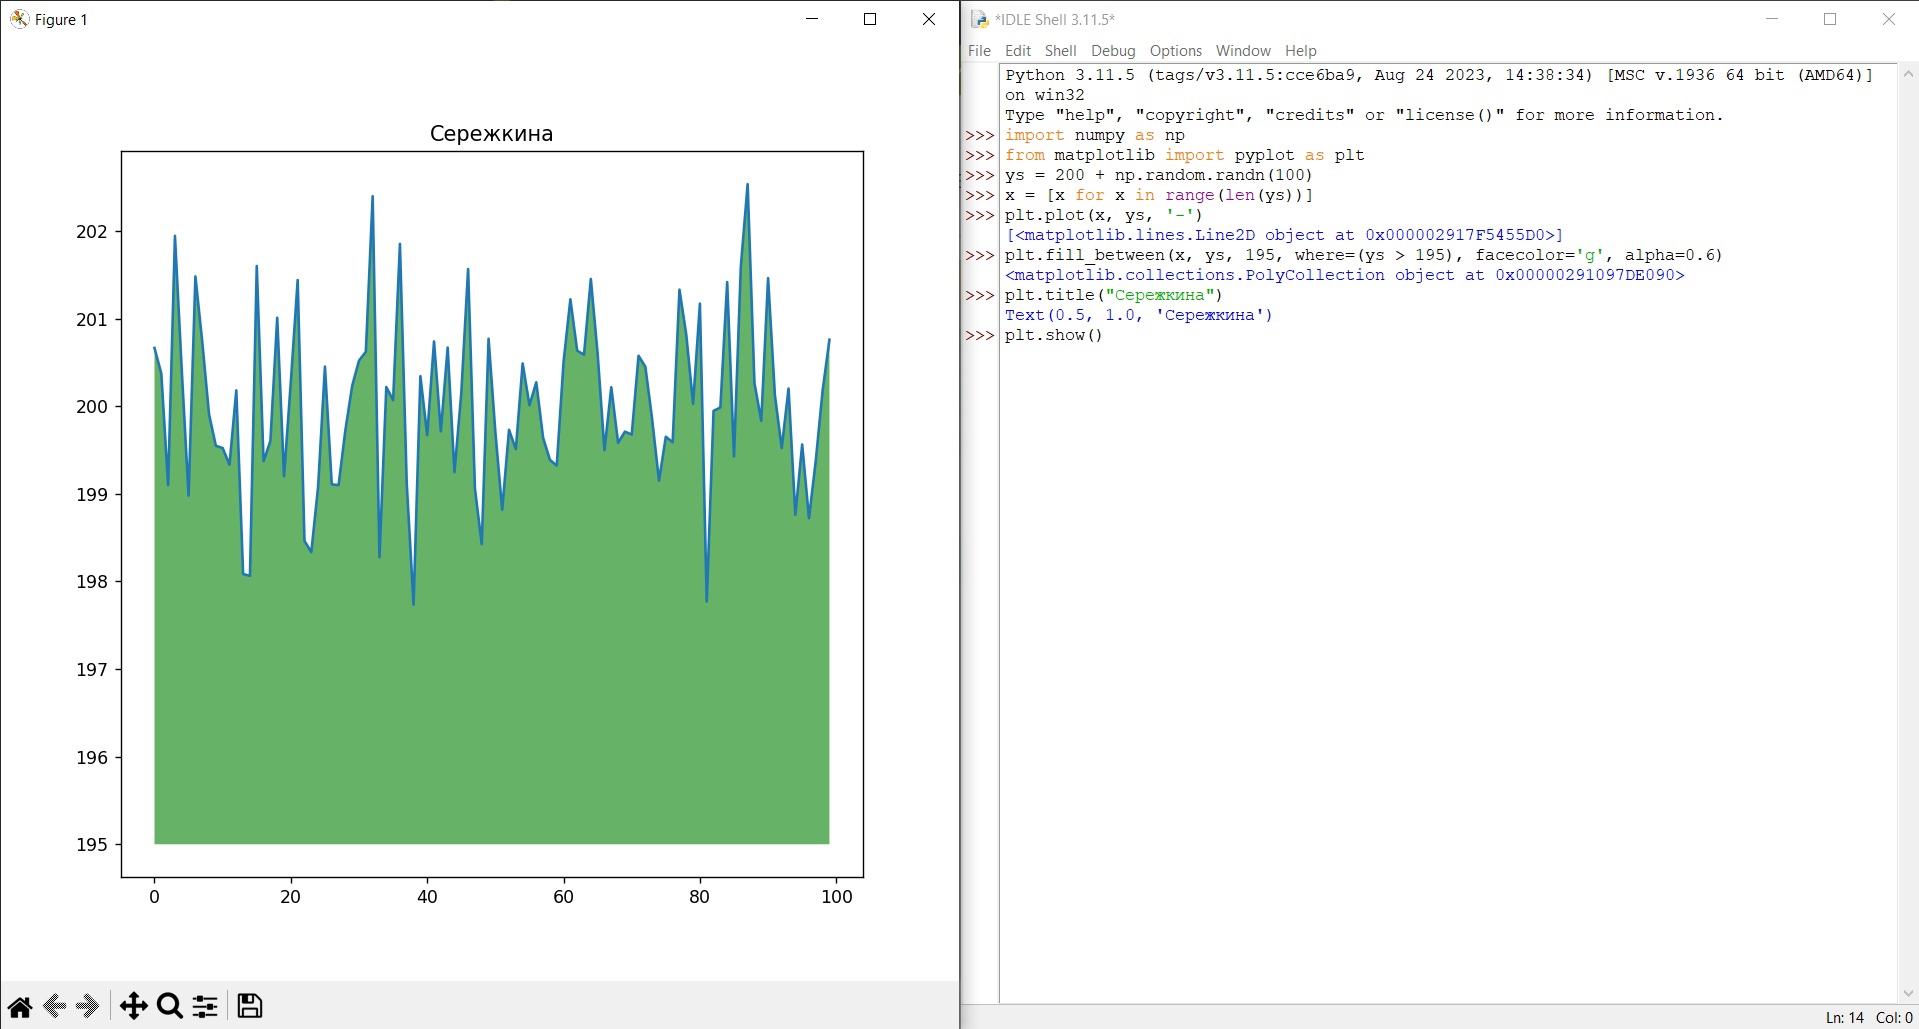 Figure 1
Сережкина
202
201
200
199
198
197
196
195
0 20 40 60 80 100
*IDLE Shell 3.11.5*
File Edit Shell Debug Options Window Help
Python 3.11.5 (tags/v3.11.5:cce6ba9, Aug 24 2023, 14:38:34) [MSC v.1936 64 bit (AMD64)]
on win32
Type "help", "copyright", "credits" or "license()" for more information.
>>> import numpy as np
>>> from matplotlib import pyplot as plt
>>> ys = 200 + np.random.randn(100)
>>> x = [x for x in range(len(ys))]
>>> plt.plot(x, ys, '-')
[<matplotlib.lines.Line2D object at 0x000002917F5455D0>]
>>> plt.fill_between(x, ys, 195, where=(ys > 195), facecolor='g', alpha=0.6)
<matplotlib.collections.PolyCollection object at 0x00000291097DE090>
>>> plt.title("Сережкина")
Text(0.5, 1.0, 'Сережкина')
>>> plt.show()
Ln: 14 Col: 0